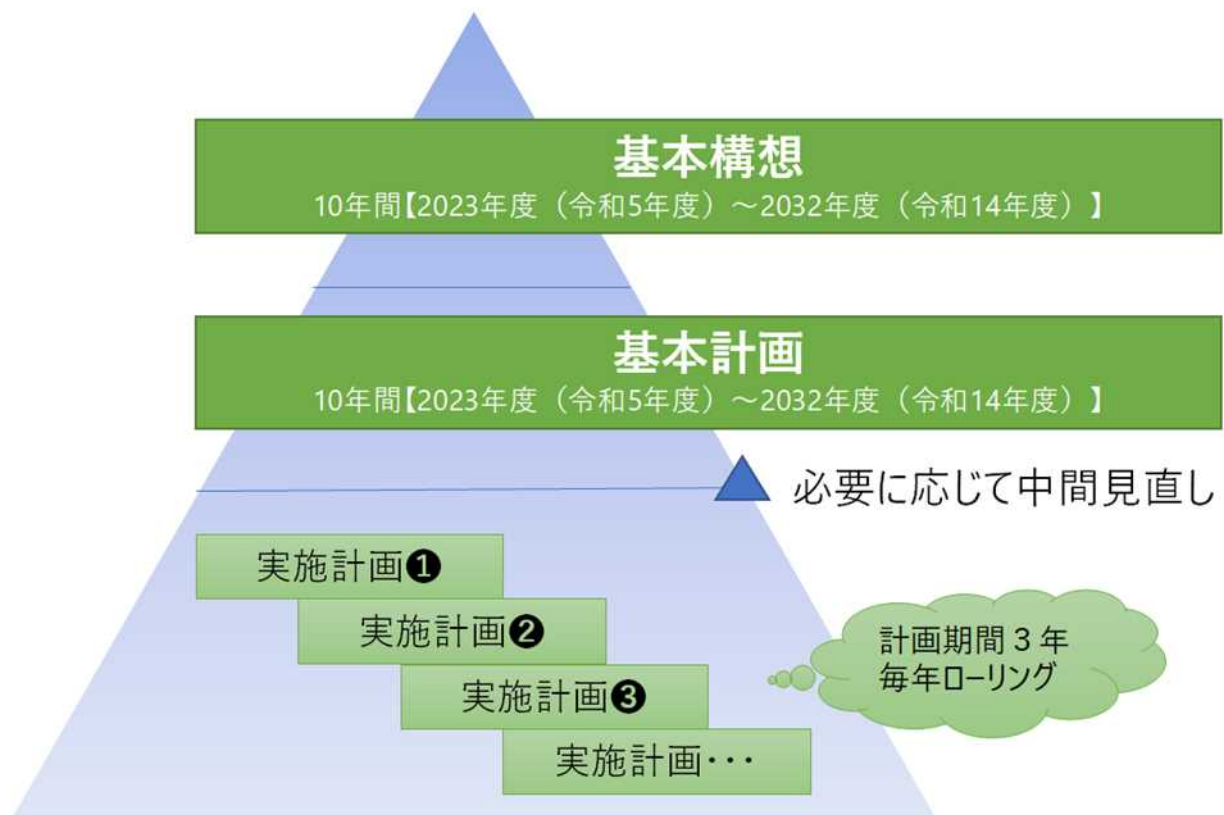 基本構想
10年間【2023年度（令和5年度）～2032年度（令和14年度）】
基本計画
10年間【2023年度（令和5年度）～2032年度（令和14年度）】
必要に応じて中間見直し
実施計画❶
実施計画❷
実施計画❸
実施計画･･･
計画期間３年
毎年ローリング